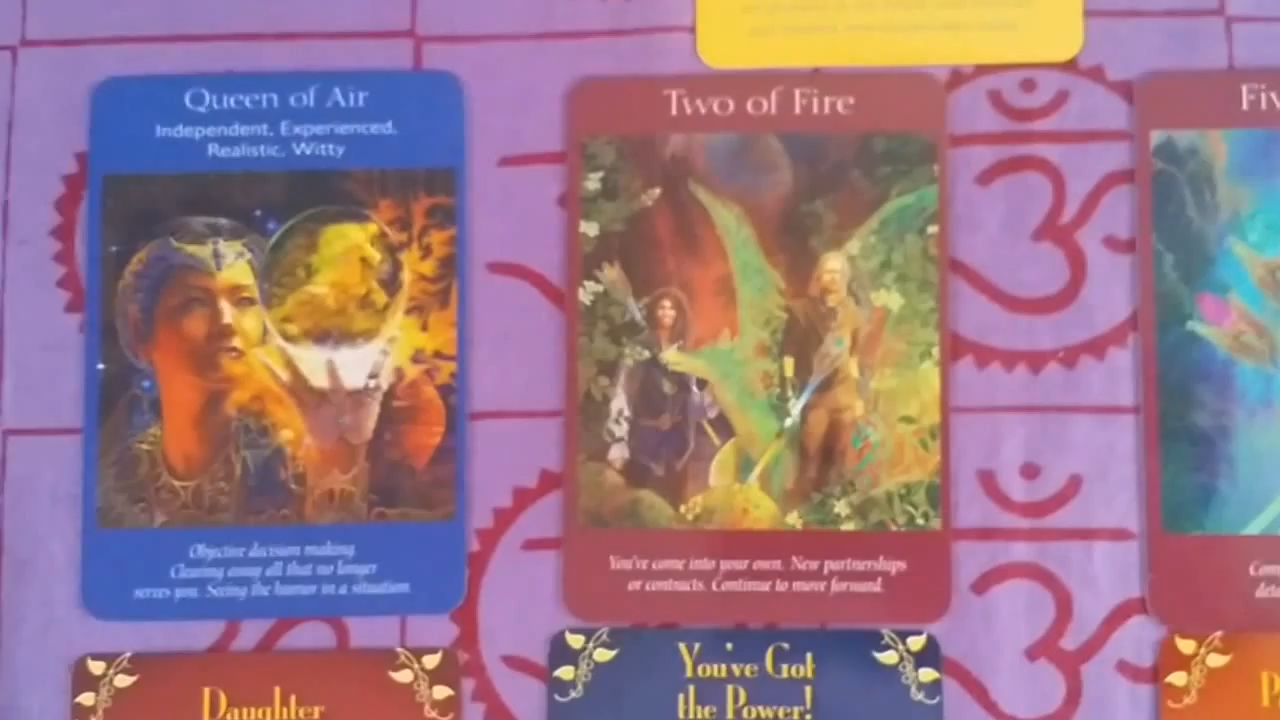 Queen of Air
Independent, Experienced,
Realistic, Witty
Objective decision making
Clearing away all that no longer
serves you. Seeing the humor in a situation.
Two of Fire
You've come into your own. New partnerships
or contracts. Continue to move forward.
Daughter
You've Got
the Power!